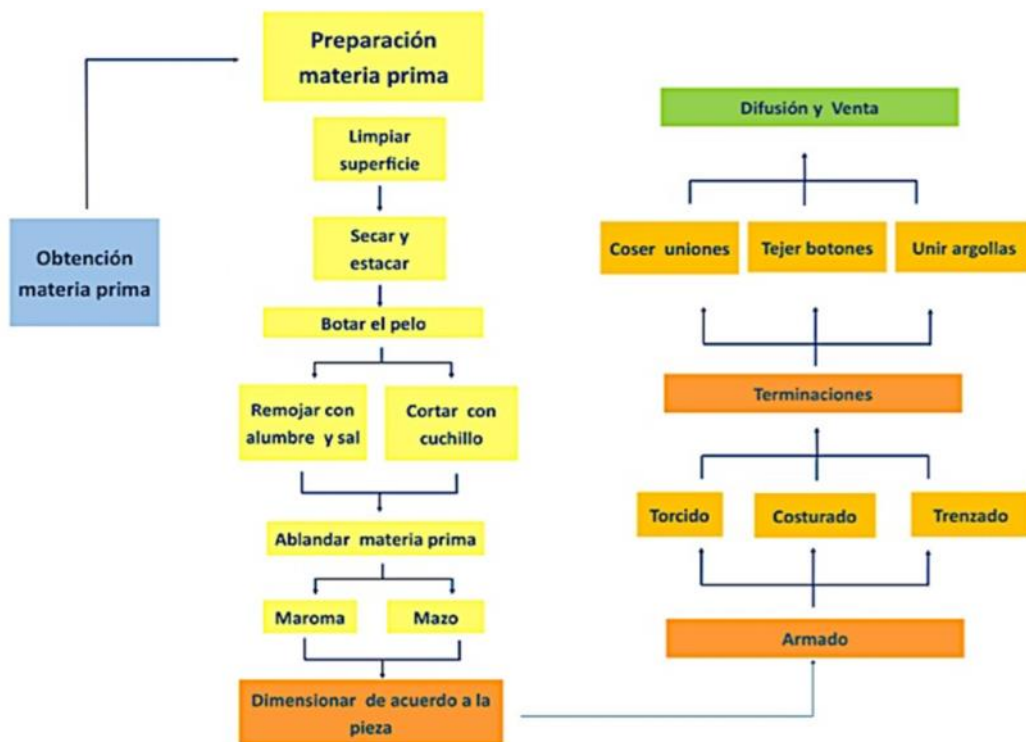 Preparación
materia prima
Limpiar
superficie
Secar y
estacar
Botar el pelo
Remojar con
alumbre y sal
Cortar con
cuchillo
Ablandar materia prima
Maroma
Mazo
Dimensionar de acuerdo a la
pieza
Obtención
materia prima
Difusión y Venta
Coser uniones
Tejer botones
Unir argollas
Terminaciones
Torcido
Costurado
Trenzado
Armado